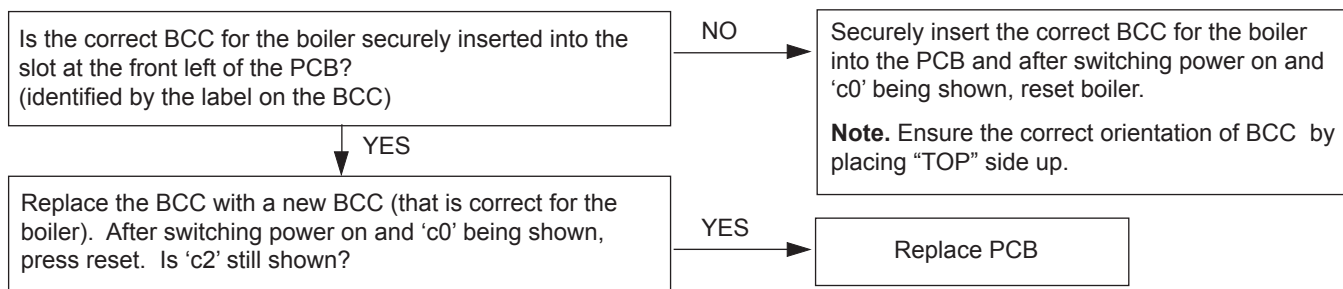 Is the correct BCC for the boiler securely inserted into the
slot at the front left of the PCB?
(identified by the label on the BCC)
NO
Securely insert the correct BCC for the boiler
into the PCB and after switching power on and
‘c0’ being shown, reset boiler.
Note. Ensure the correct orientation of BCC by
placing “TOP” side up.
YES
Replace the BCC with a new BCC (that is correct for the
boiler). After switching power on and ‘c0’ being shown,
press reset. Is ‘c2’ still shown?
YES
Replace PCB